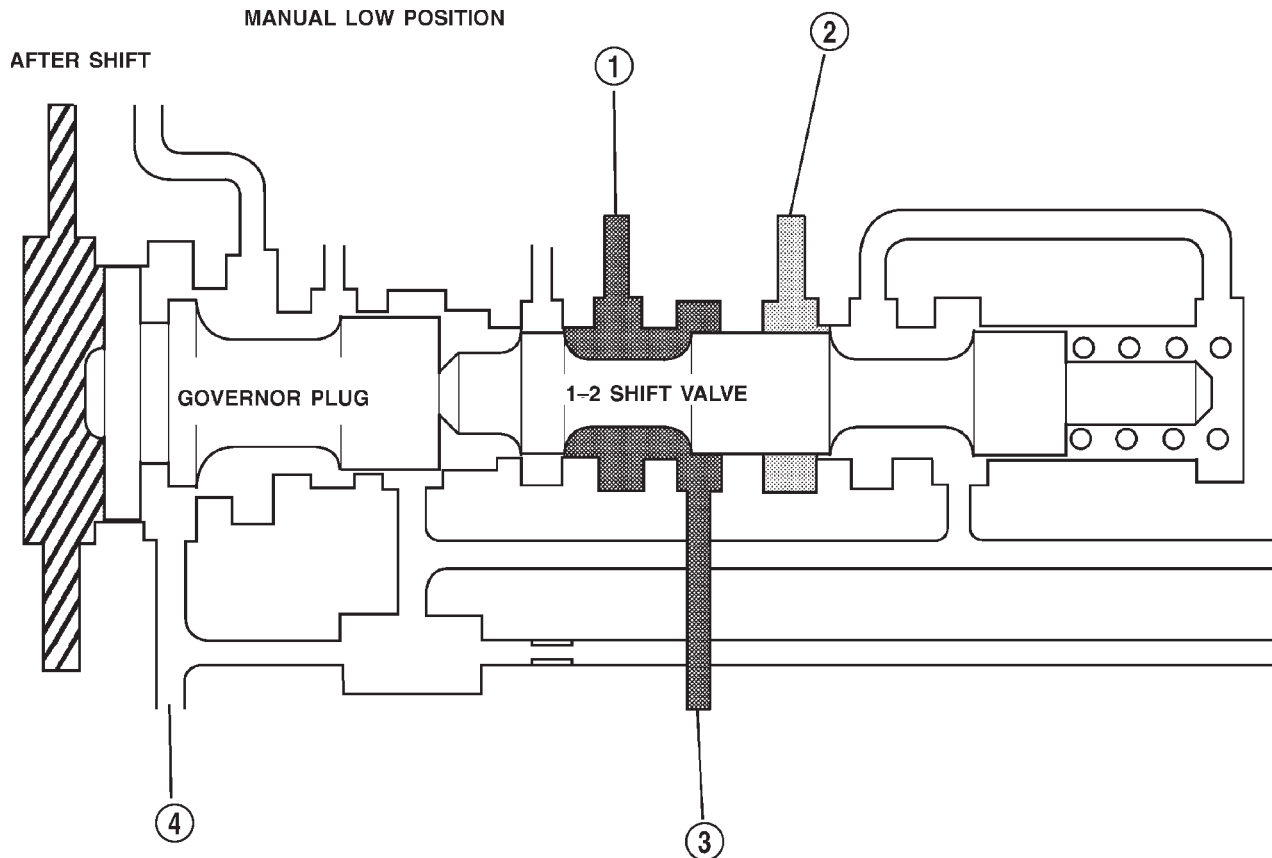 MANUAL LOW POSITION
AFTER SHIFT
1
2
GOVERNOR PLUG
1–2 SHIFT VALVE
4
3